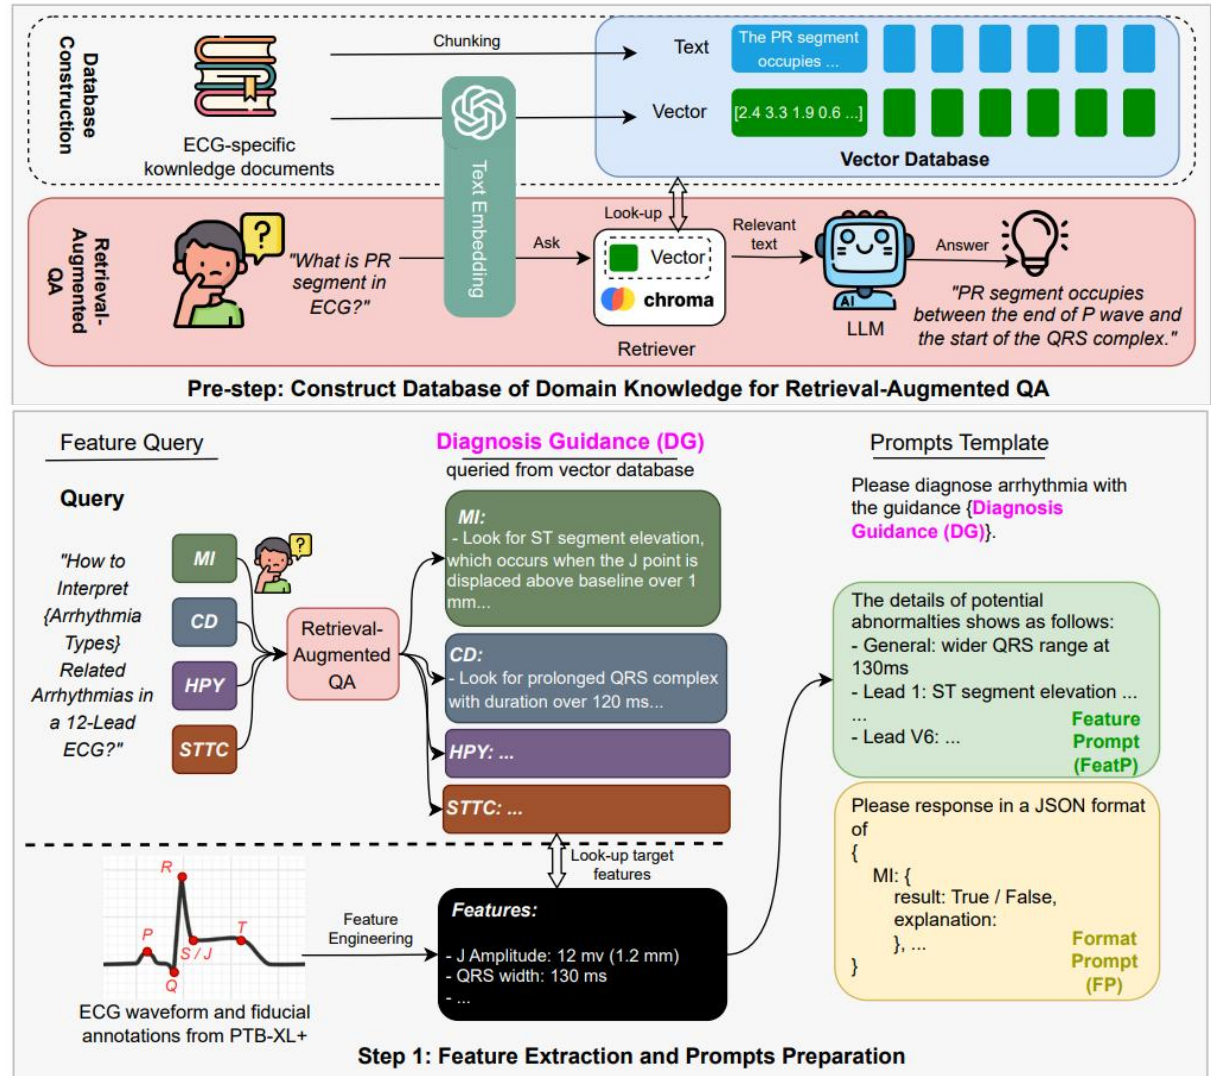 Database
Construction
ECG-specific
kownledge documents
Chunking
Text Embedding
Text
The PR segment
occupies ...
Vector
[2.4 3.3 1.9 0.6 ...]
Vector Database
Retrieval-
Augmented
QA
?
"What is PR
segment in
ECG?"
Ask
Look-up
Vector
chroma
Retriever
Relevant
text
AI
LLM
Answer
"PR segment occupies
between the end of P wave and
the start of the QRS complex."
Pre-step: Construct Database of Domain Knowledge for Retrieval-Augmented QA
Feature Query
Query
"How to
Interpret
{Arrhythmia
Types}
Related
Arrhythmias in
a 12-Lead
ECG?"
MI
CD
HPY
STTC
?
Retrieval-
Augmented
QA
Diagnosis Guidance (DG)
queried from vector database
MI:
- Look for ST segment elevation,
which occurs when the J point is
displaced above baseline over 1
mm...
CD:
- Look for prolonged QRS complex
with duration over 120 ms...
HPY: ...
STTC: ...
Look-up target
features
R
P
Q
S / J
T
ECG waveform and fiducial
annotations from PTB-XL+
Feature
Engineering
Features:
- J Amplitude: 12 mv (1.2 mm)
- QRS width: 130 ms
- ...
Prompts Template
Please diagnose arrhythmia with
the guidance {Diagnosis
Guidance (DG)}.
The details of potential
abnormalties shows as follows:
- General: wider QRS range at
130ms
- Lead 1: ST segment elevation ...
...
- Lead V6: ...
Feature
Prompt
(FeatP)
Please response in a JSON format
of
{
MI: {
result: True / False,
explanation:
}, ...
}
Format
Prompt
(FP)
Step 1: Feature Extraction and Prompts Preparation